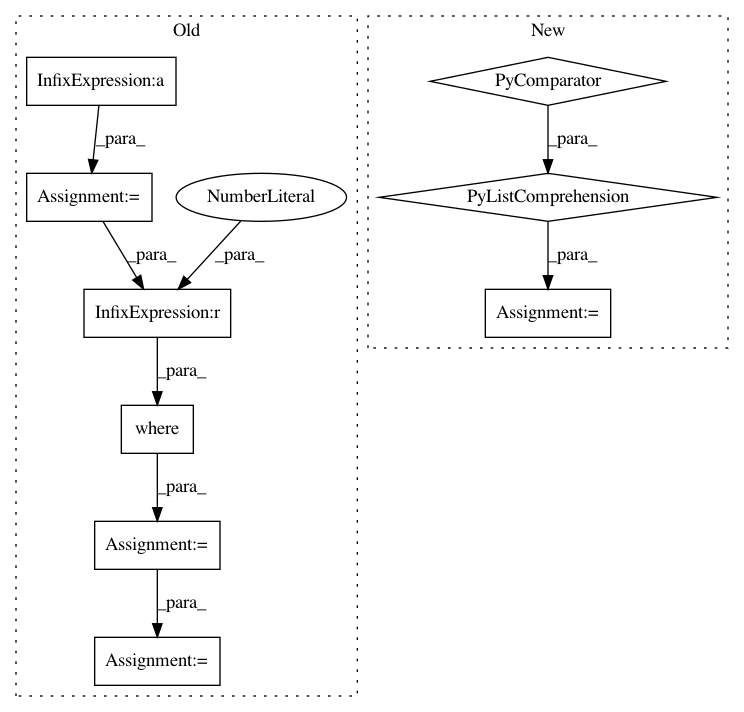 Old
InfixExpression:a
_para_
Assignment:=
NumberLiteral
_para_
_para_
InfixExpression:r
_para_
where
_para_
Assignment:=
_para_
Assignment:=
New
PyComparator
_para_
PyListComprehension
_para_
Assignment:=